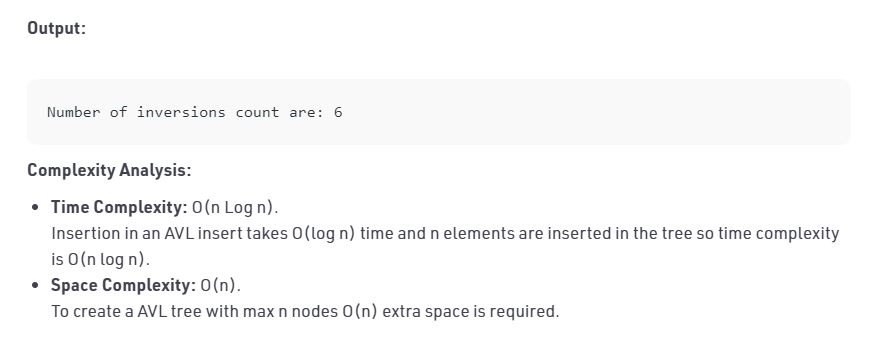 Output:
Number of inversions count are: 6
Complexity Analysis:
• Time Complexity: O(n Log n).
Insertion in an AVL insert takes O(log n) time and n elements are inserted in the tree so time complexity
is O(n log n).
• Space Complexity: O(n).
To create a AVL tree with max n nodes O(n) extra space is required.